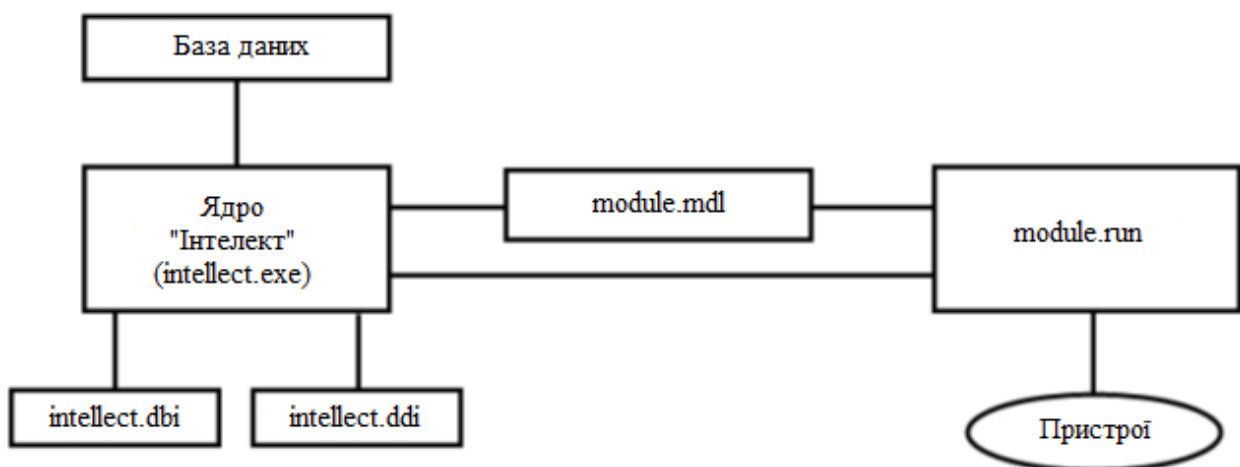 База даних
Ядро
"Інтелект"
(intellect.exe)
module.mdl
module.run
intellect.dbi
intellect.ddi
Пристрої